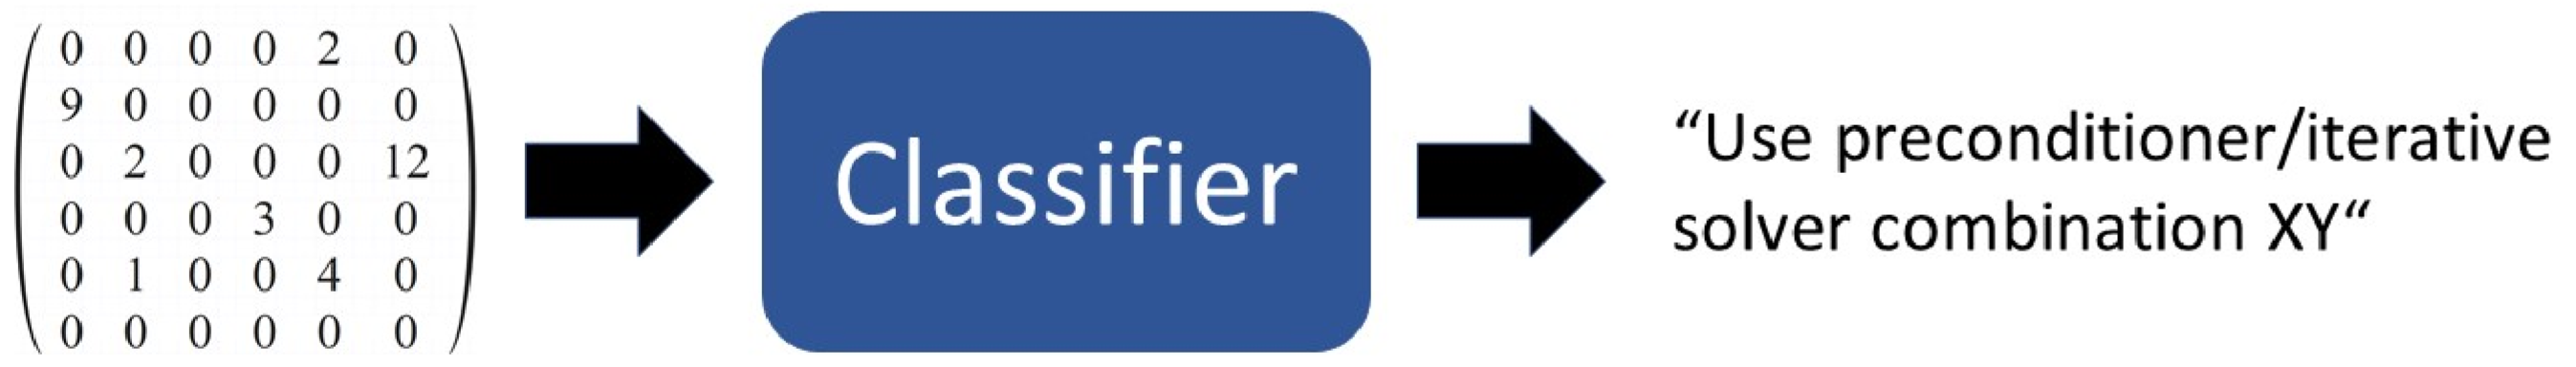 0 0 0 0 2 0
9 0 0 0 0 0
0 2 0 0 0 12
0 0 0 3 0 0
0 1 0 0 4 0
0 0 0 0 0 0
Classifier
“Use preconditioner/iterative
solver combination XY“